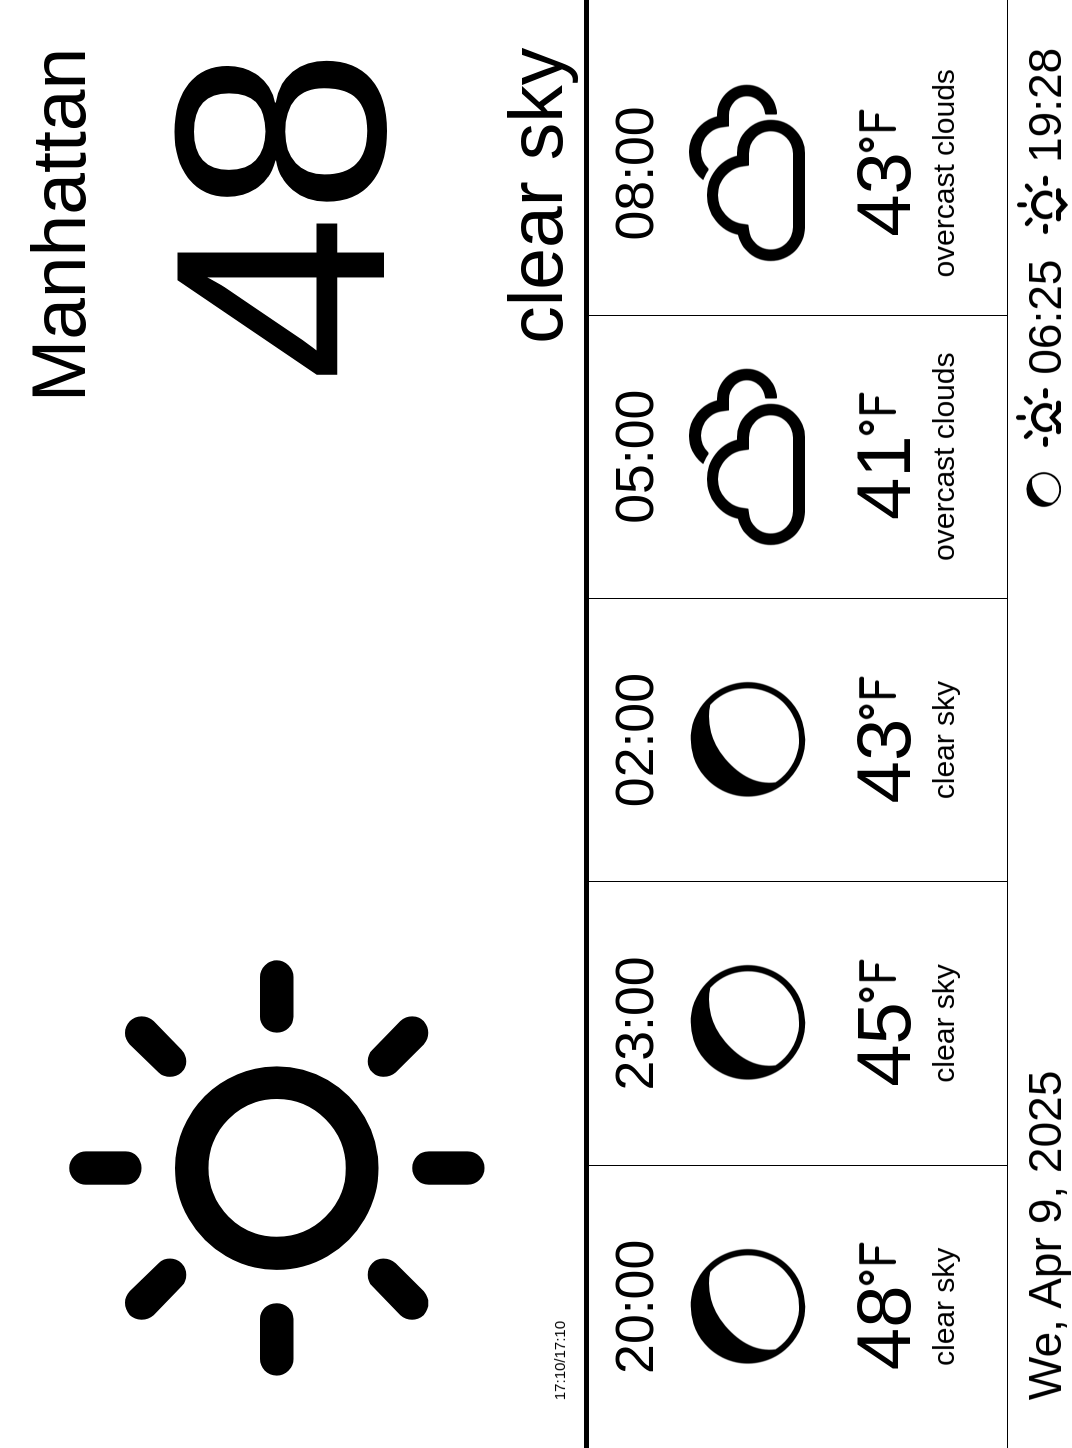 Manhattan
48
clear sky
17:10/17:10
20:00 23:00 02:00 05:00 08:00
48°F 45°F 43°F 41°F 43°F
clear sky clear sky clear sky overcast clouds overcast clouds
We, Apr 9, 2025 06:25 19:28